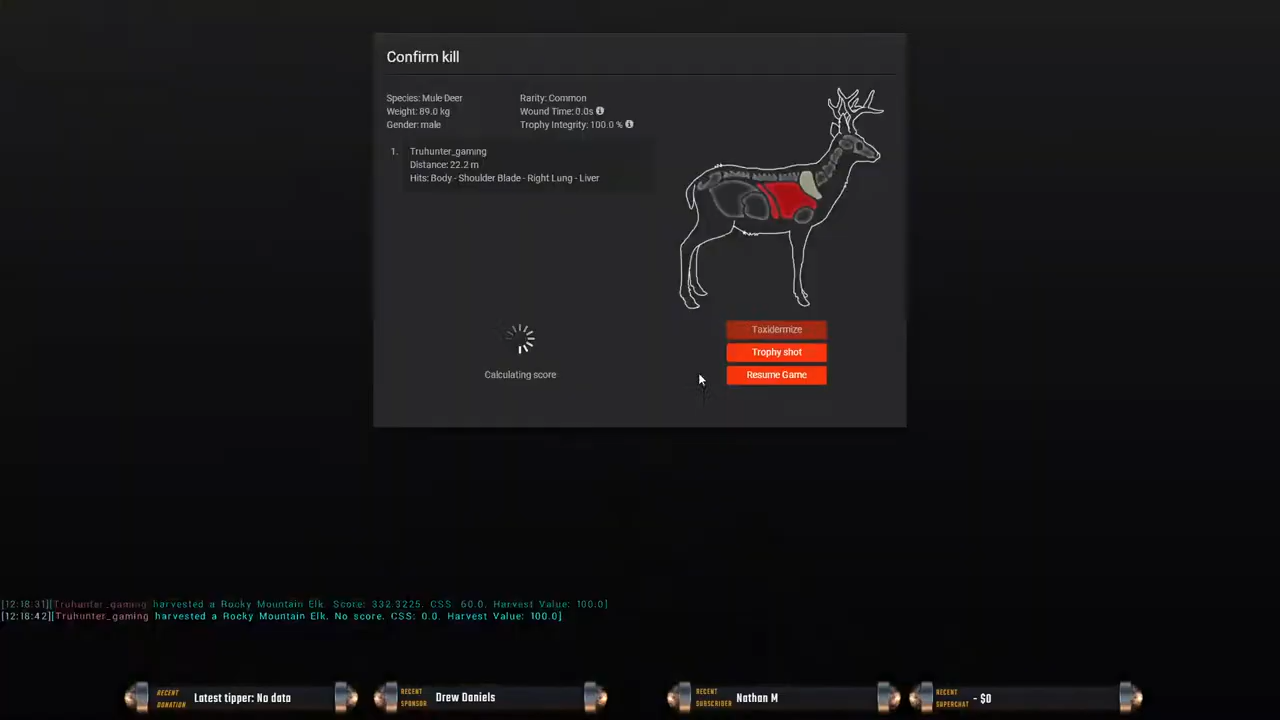 Confirm kill
Species: Mule Deer
Rarity: Common
Weight: 89.0 kg
Wound Time: 0.0s
Gender: male
Trophy Integrity: 100.0 %
1.
Truhunter_gaming
Distance: 22.2 m
Hits: Body - Shoulder Blade - Right Lung - Liver
Taxidermize
Trophy shot
Resume Game
Calculating score
[12:18:31][Truhunter_gaming harvested a Rocky Mountain Elk. Score: 332.3225. CSS: 60.0. Harvest Value: 100.0]
[12:18:42][Truhunter_gaming harvested a Rocky Mountain Elk. No score. CSS: 0.0. Harvest Value: 100.0]
RECENT
DONATION
Latest tipper: No data
RECENT
SPONSOR
Drew Daniels
RECENT
SUBSCRIBER
Nathan M
RECENT
SUPERCHAT
- $0